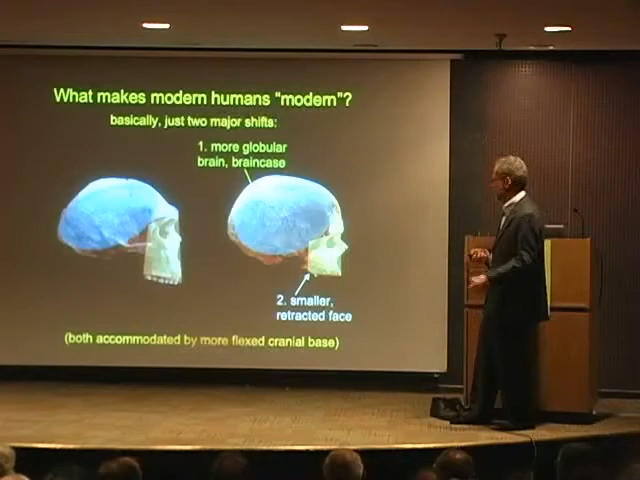 What makes modern humans "modern"?
basically, just two major shifts:
1. more globular
brain, braincase
2. smaller,
retracted face
(both accommodated by more flexed cranial base)